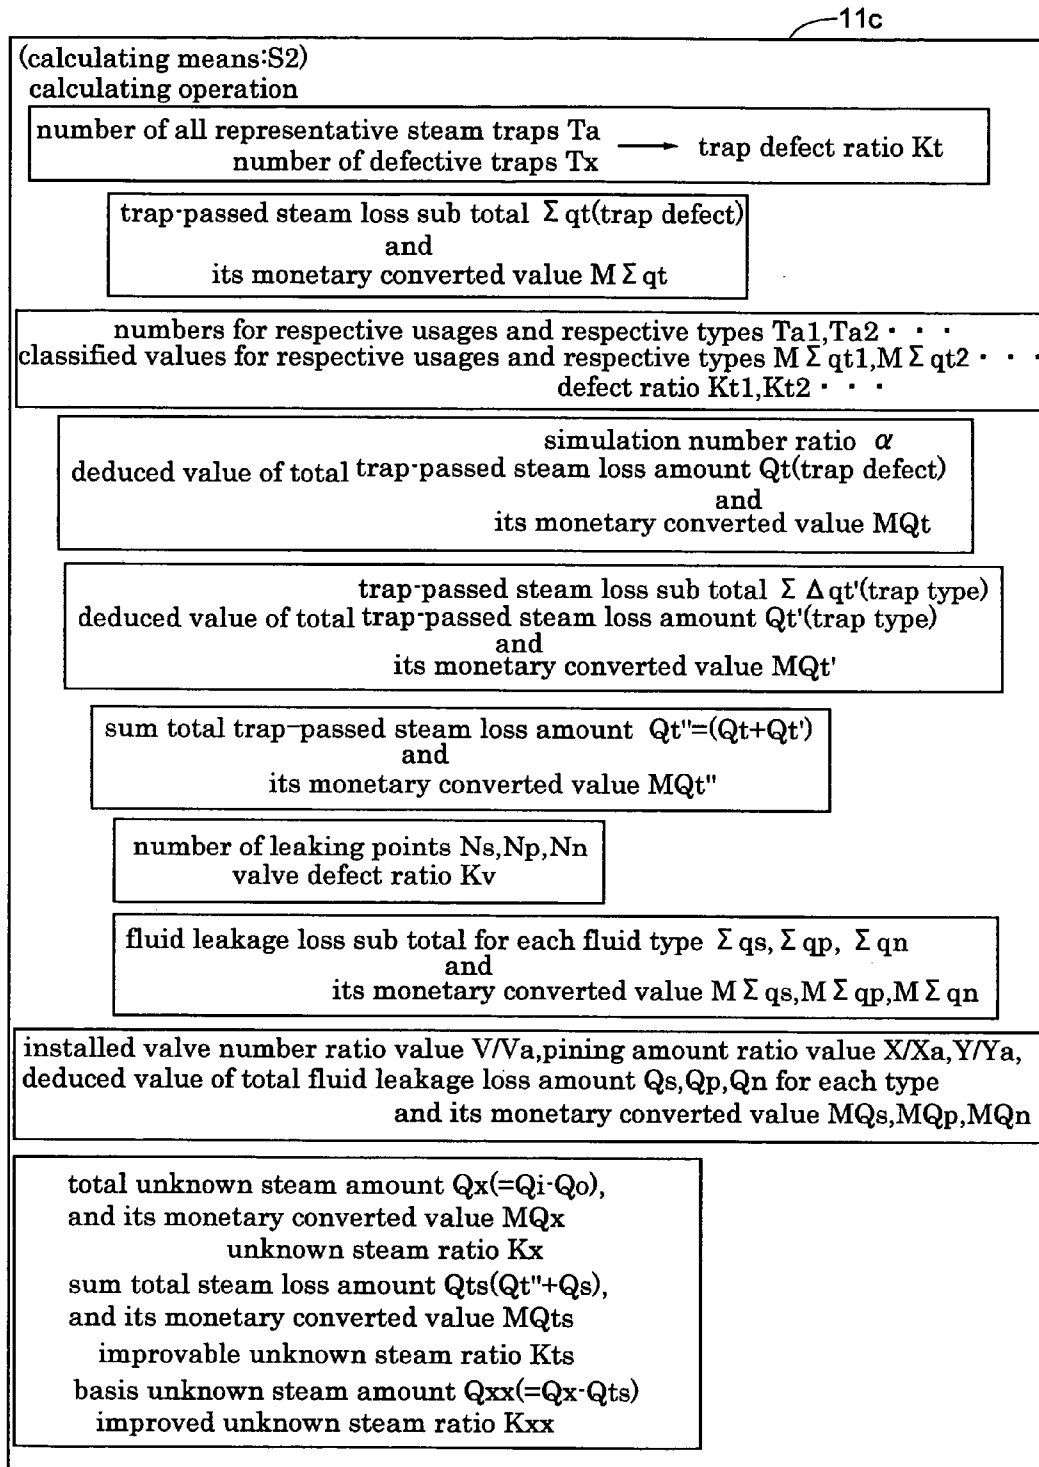 11c
(calculating means:S2)
calculating operation
number of all representative steam traps Ta
number of defective traps Tx
trap defect ratio Kt
trap-passed steam loss sub total Σqt(trap defect)
and
its monetary converted value MΣqt
numbers for respective usages and respective types Ta1,Ta2・・・
classified values for respective usages and respective types MΣqt1,MΣqt2・・・
defect ratio Kt1,Kt2・・・
simulation number ratio α
deduced value of total trap-passed steam loss amount Qt(trap defect)
and
its monetary converted value MQt
trap-passed steam loss sub total ΣΔqt'(trap type)
deduced value of total trap-passed steam loss amount Qt'(trap type)
and
its monetary converted value MQt'
sum total trap-passed steam loss amount Qt"=(Qt+Qt')
and
its monetary converted value MQt"
number of leaking points Ns,Np,Nn
valve defect ratio Kv
fluid leakage loss sub total for each fluid type Σqs,Σqp, Σqn
and
its monetary converted value MΣqs,MΣqp,MΣqn
installed valve number ratio value V/Va,pining amount ratio value X/Xa,Y/Ya,
deduced value of total fluid leakage loss amount Qs,Qp,Qn for each type
and its monetary converted value MQs,MQp,MQn
total unknown steam amount Qx(=Qi-Qo),
and its monetary converted value MQx
unknown steam ratio Kx
sum total steam loss amount Qts(Qt"+Qs),
and its monetary converted value MQts
improvable unknown steam ratio Kts
basis unknown steam amount Qxx(=Qx-Qts)
improved unknown steam ratio Kxx